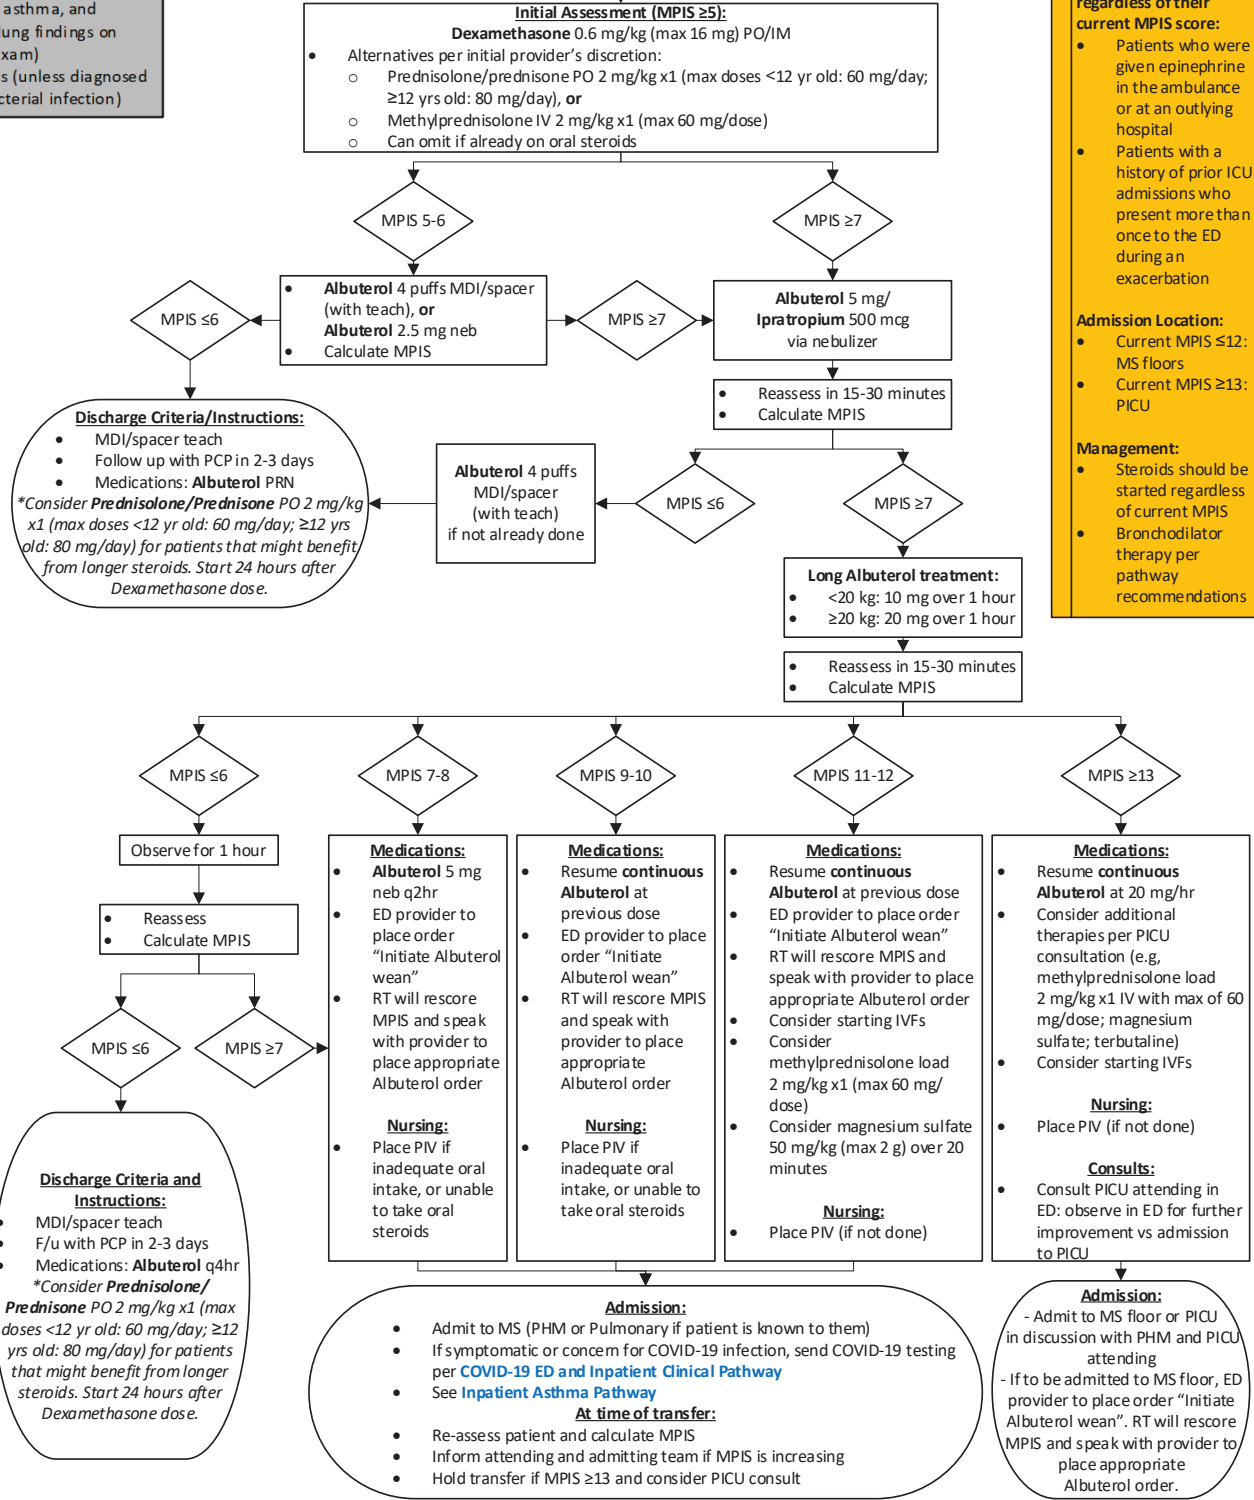 asthma, and
lung findings on
exam)
(unless diagnosed
bacterial infection)
Initial Assessment (MPIS ≥5):
Dexamethasone 0.6 mg/kg (max 16 mg) PO/IM
• Alternatives per initial provider's discretion:
o Prednisolone/prednisone PO 2 mg/kg x1 (max doses <12 yr old: 60 mg/day;
≥12 yrs old: 80 mg/day), or
o Methylprednisolone IV 2 mg/kg x1 (max 60 mg/dose)
o Can omit if already on oral steroids
regardless of their
current MPIS score:
• Patients who were
given epinephrine
in the ambulance
or at an outlying
hospital
• Patients with a
history of prior ICU
admissions who
present more than
once to the ED
during an
exacerbation
Admission Location:
• Current MPIS ≤12:
MS floors
• Current MPIS ≥13:
PICU
Management:
• Steroids should be
started regardless
of current MPIS
• Bronchodilator
therapy per
pathway
recommendations
MPIS 5-6
MPIS ≥7
MPIS ≤6
• Albuterol 4 puffs MDI/spacer
(with teach), or
Albuterol 2.5 mg neb
• Calculate MPIS
MPIS ≥7
Albuterol 5 mg/
Ipratropium 500 mcg
via nebulizer
• Reassess in 15-30 minutes
• Calculate MPIS
Discharge Criteria/Instructions:
• MDI/spacer teach
• Follow up with PCP in 2-3 days
• Medications: Albuterol PRN
*Consider Prednisolone/Prednisone PO 2 mg/kg
x1 (max doses <12 yr old: 60 mg/day; ≥12 yrs
old: 80 mg/day) for patients that might benefit
from longer steroids. Start 24 hours after
Dexamethasone dose.
Albuterol 4 puffs
MDI/spacer
(with teach)
if not already done
MPIS ≤6
MPIS ≥7
Long Albuterol treatment:
• <20 kg: 10 mg over 1 hour
• ≥20 kg: 20 mg over 1 hour
• Reassess in 15-30 minutes
• Calculate MPIS
MPIS ≤6
MPIS 7-8
MPIS 9-10
MPIS 11-12
MPIS ≥13
Observe for 1 hour
• Reassess
• Calculate MPIS
MPIS ≤6
MPIS ≥7
Discharge Criteria and
Instructions:
• MDI/spacer teach
• F/u with PCP in 2-3 days
• Medications: Albuterol q4hr
*Consider Prednisolone/
Prednisone PO 2 mg/kg x1 (max
doses <12 yr old: 60 mg/day; ≥12
yrs old: 80 mg/day) for patients
that might benefit from longer
steroids. Start 24 hours after
Dexamethasone dose.
Medications:
• Albuterol 5 mg
neb q2hr
• ED provider to
place order
“Initiate Albuterol
wean”
• RT will rescore
MPIS and speak
with provider to
place appropriate
Albuterol order
Nursing:
• Place PIV if
inadequate oral
intake, or unable
to take oral
steroids
Medications:
• Resume continuous
Albuterol at
previous dose
• ED provider to place
order “Initiate
Albuterol wean”
• RT will rescore MPIS
and speak with
provider to place
appropriate
Albuterol order
Nursing:
• Place PIV if
inadequate oral
intake, or unable to
take oral steroids
Medications:
• Resume continuous
Albuterol at previous dose
• ED provider to place order
“Initiate Albuterol wean”
• RT will rescore MPIS and
speak with provider to place
appropriate Albuterol order
• Consider starting IVFs
• Consider
methylprednisolone load
2 mg/kg x1 (max 60 mg/
dose)
• Consider magnesium sulfate
50 mg/kg (max 2 g) over 20
minutes
Nursing:
• Place PIV (if not done)
Medications:
• Resume continuous
Albuterol at 20 mg/hr
• Consider additional
therapies per PICU
consultation (e.g,
methylprednisolone load
2 mg/kg x1 IV with max of 60
mg/dose; magnesium
sulfate; terbutaline)
• Consider starting IVFs
Nursing:
• Place PIV (if not done)
Consults:
• Consult PICU attending in
ED: observe in ED for further
improvement vs admission
to PICU
Admission:
• Admit to MS (PHM or Pulmonary if patient is known to them)
• If symptomatic or concern for COVID-19 infection, send COVID-19 testing
per COVID-19 ED and Inpatient Clinical Pathway
• See Inpatient Asthma Pathway
At time of transfer:
• Re-assess patient and calculate MPIS
• Inform attending and admitting team if MPIS is increasing
• Hold transfer if MPIS ≥13 and consider PICU consult
Admission:
- Admit to MS floor or PICU
in discussion with PHM and PICU
attending
- If to be admitted to MS floor, ED
provider to place order “Initiate
Albuterol wean”. RT will rescore
MPIS and speak with provider to
place appropriate
Albuterol order.